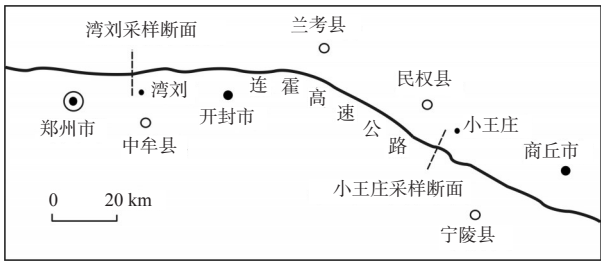 兰考县
湾刘采样断面
民权县
湾刘
连霍高速公路
小王庄
郑州市
开封市
中牟县
商丘市
0 20 km
小王庄采样断面
宁陵县